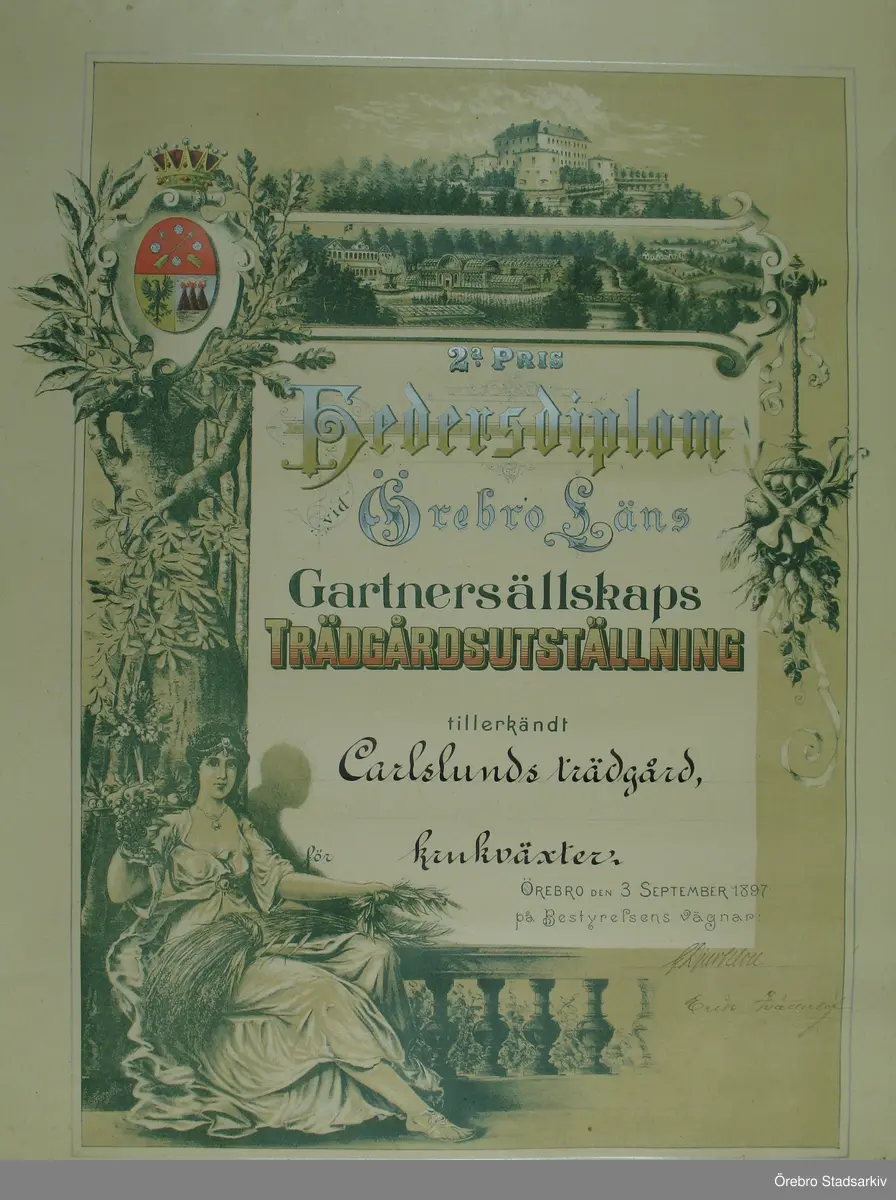 2a PRIS
Hedersdiplom
vid Örebro Läns
Gartnersällskaps
TRÄDGÅRDSUTSTÄLLNING
tillerkändt
Carlslunds trädgård,
för krukväxter.
ÖREBRO DEN 3 SEPTEMBER 1897
på Bestyrelsens vägnar:
Erik
Örebro Stadsarkiv